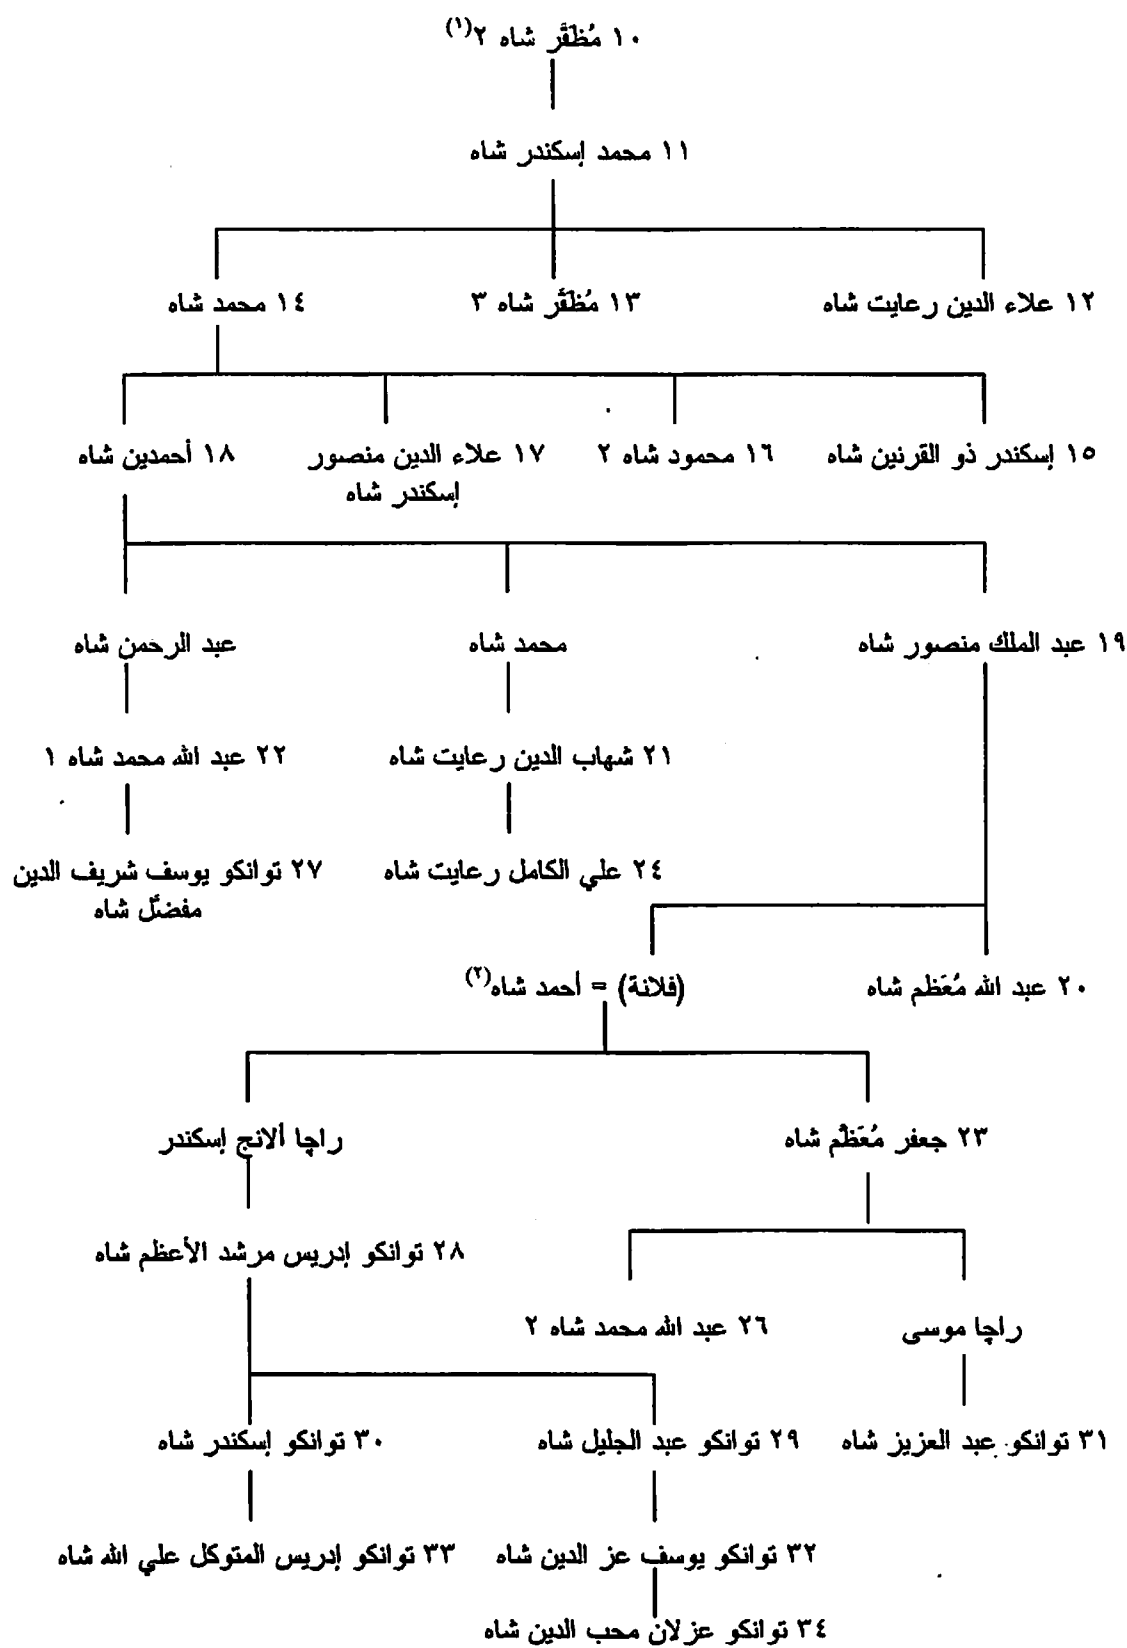 ١٠ مُظَفَّر شاه ٢(١)
١١ محمد إسكندر شاه
١٢ علاء الدين رعايت شاه
١٣ مُظَفَّر شاه ٣
١٤ محمد شاه
١٥ إسكندر ذو القرنين شاه
١٦ محمود شاه ٢
١٧ علاء الدين منصور
إسكندر شاه
١٨ أحمدين شاه
١٩ عبد الملك منصور شاه
محمد شاه
عبد الرحمن شاه
٢١ شهاب الدين رعايت شاه
٢٢ عبد الله محمد شاه ١
٢٤ علي الكامل رعايت شاه
٢٧ توانكو يوسف شريف الدين
مفضَّل شاه
٢٠ عبد الله مُعَظم شاه
(فلانة) = أحمد شاه(٢)
٢٣ جعفر مُعَظَّم شاه
راچا ألانج إسكندر
٢٨ توانكو إدريس مرشد الأعظم شاه
راچا موسى
٢٦ عبد الله محمد شاه ٢
٣١ توانكو عبد العزيز شاه
٢٩ توانكو عبد الجليل شاه
٣٠ توانكو إسكندر شاه
٣٢ توانكو يوسف عز الدين شاه
٣٣ توانكو إدريس المتوكل علي الله شاه
٣٤ توانكو عزلان محب الدين شاه